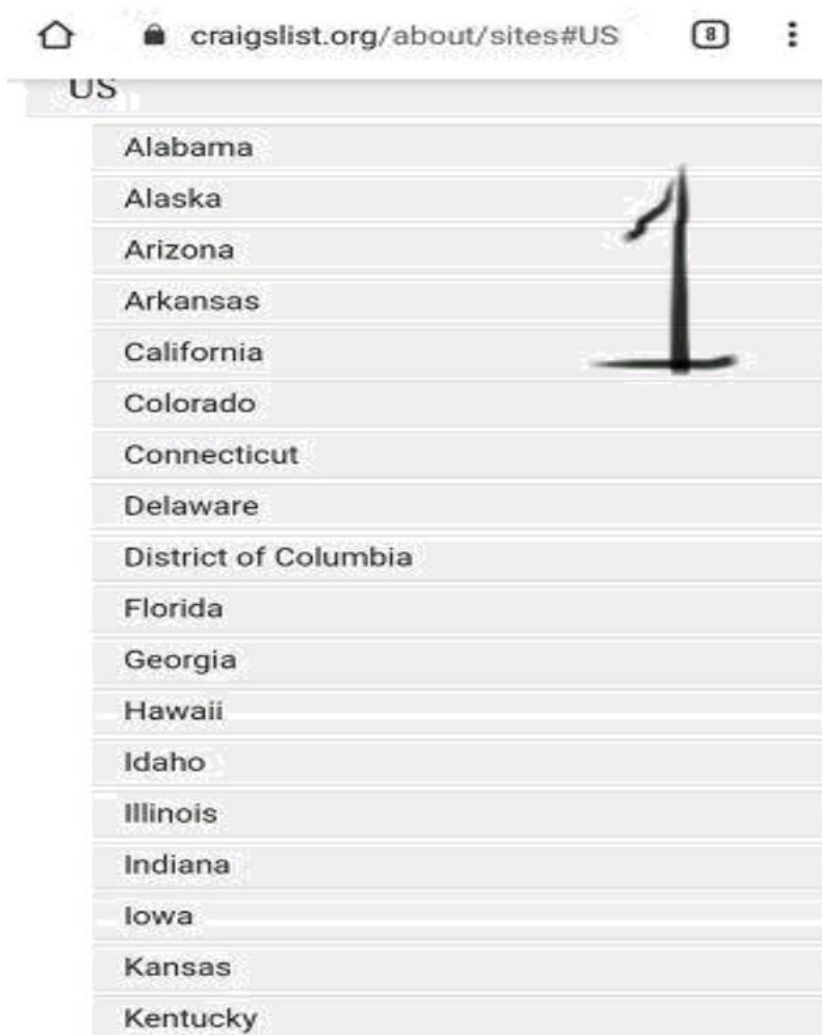 craigslist.org/about/sites#US 8
US
Alabama
Alaska
1
Arizona
Arkansas
California
Colorado
Connecticut
Delaware
District of Columbia
Florida
Georgia
Hawaii
Idaho
Illinois
Indiana
Iowa
Kansas
Kentucky